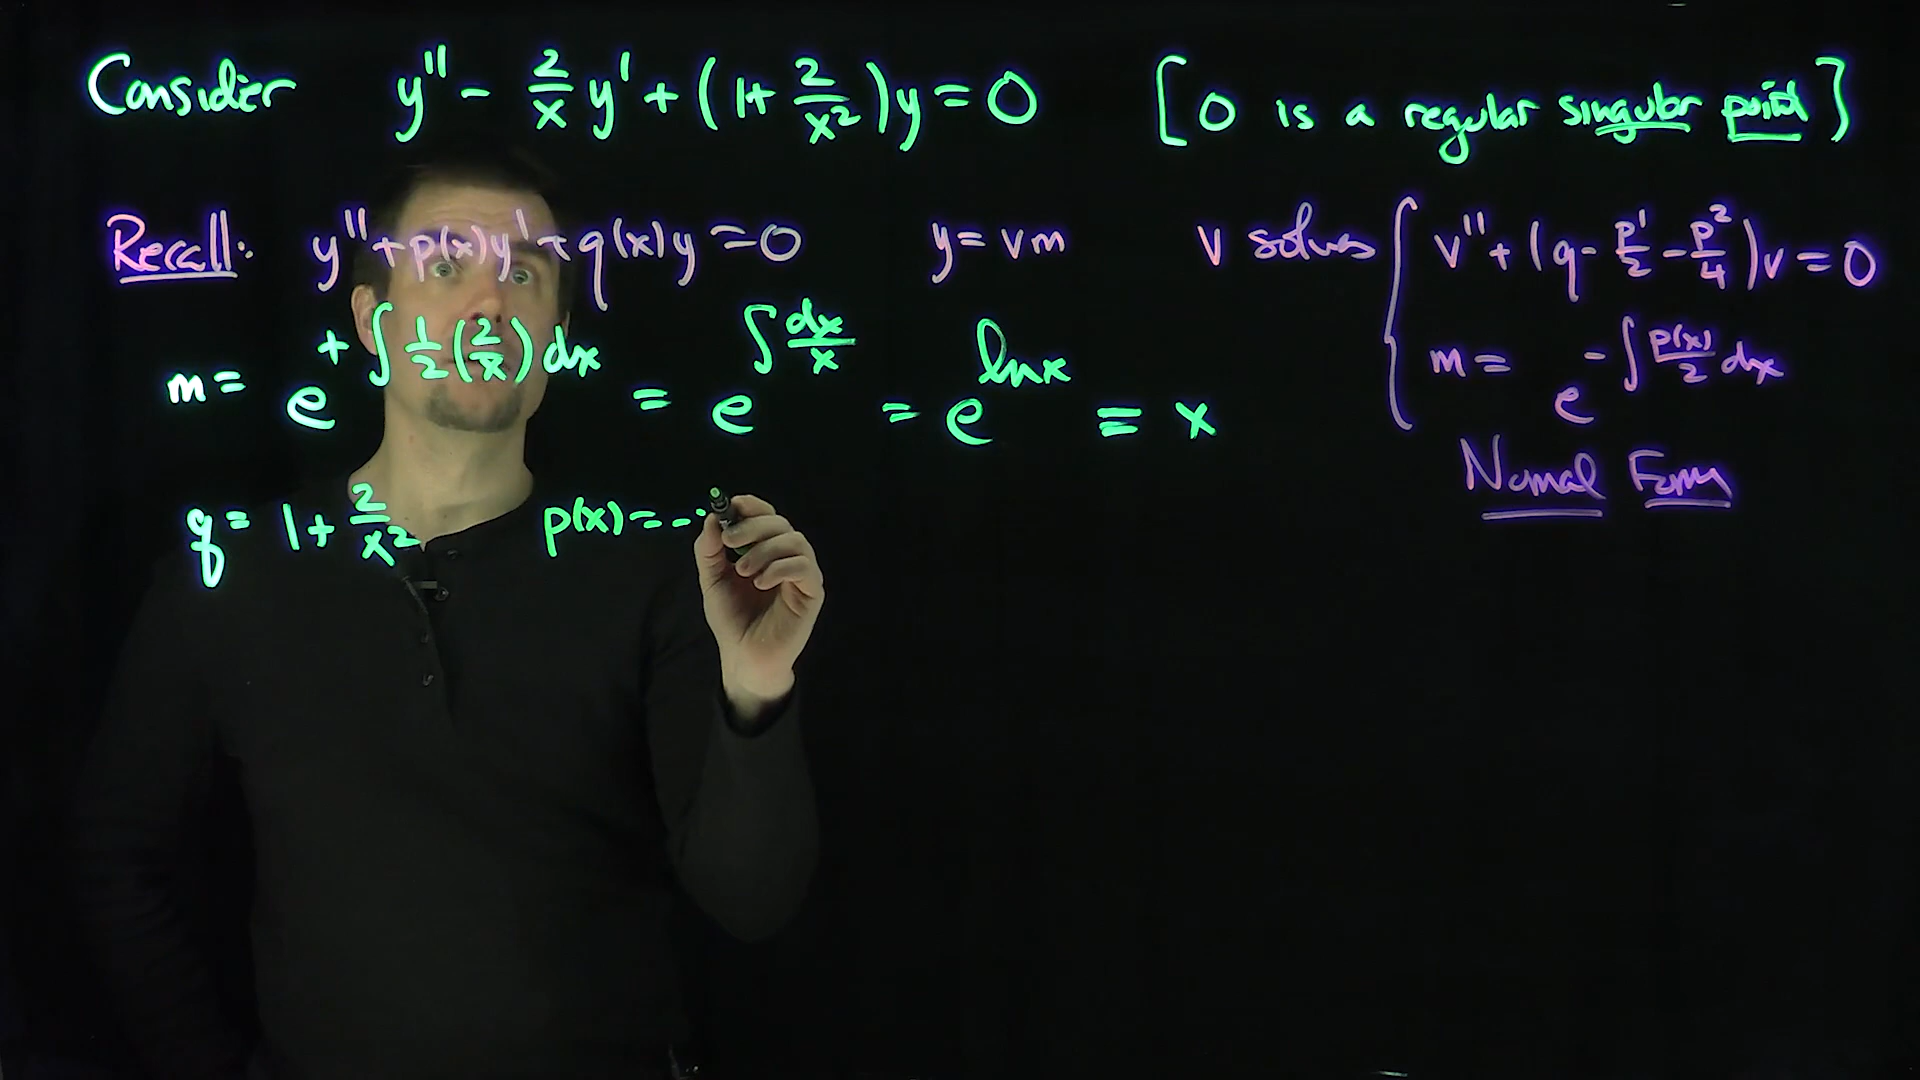 Consider y'' - 2/x y' + (1 + 2/x²)y = 0 [0 is a regular singular point]
Recall: y'' + p(x)y' + q(x)y = 0 y = vm v solves { v'' + (q - p'/2 - p²/4)v = 0
m = e^(-∫ p(x)/2 dx)
Normal Form
m = e^(+∫ 1/2 (2/x) dx) = e^(∫ dx/x) = e^(ln x) = x
q = 1 + 2/x² p(x) = -